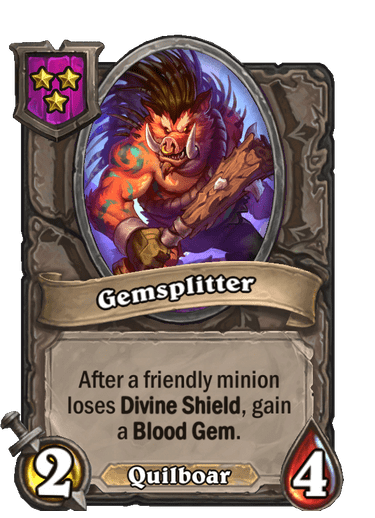 Gemsplitter
After a friendly minion
loses Divine Shield, gain
a Blood Gem.
2
Quilboar
4